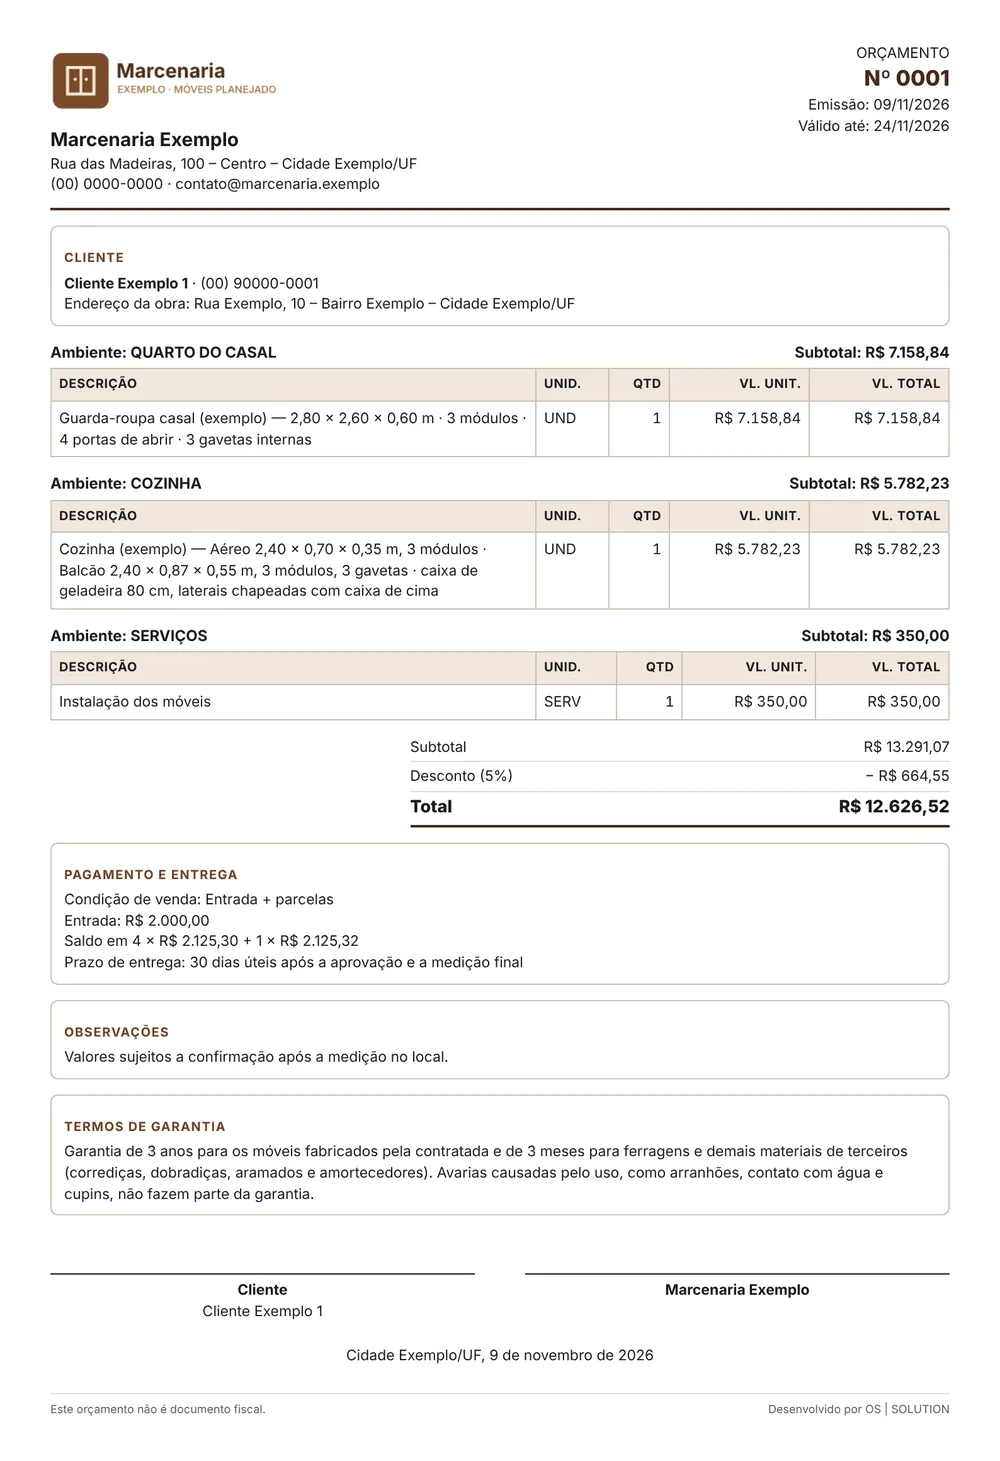 Marcenaria
EXEMPLO · MÓVEIS PLANEJADO
ORÇAMENTO
Nº 0001
Emissão: 09/11/2026
Válido até: 24/11/2026
Marcenaria Exemplo
Rua das Madeiras, 100 – Centro – Cidade Exemplo/UF
(00) 0000-0000 · contato@marcenaria.exemplo
CLIENTE
Cliente Exemplo 1 · (00) 90000-0001
Endereço da obra: Rua Exemplo, 10 – Bairro Exemplo – Cidade Exemplo/UF
Ambiente: QUARTO DO CASAL Subtotal: R$ 7.158,84
DESCRIÇÃO UNID. QTD VL. UNIT. VL. TOTAL
Guarda-roupa casal (exemplo) — 2,80 × 2,60 × 0,60 m · 3 módulos · UND 1 R$ 7.158,84 R$ 7.158,84
4 portas de abrir · 3 gavetas internas
Ambiente: COZINHA Subtotal: R$ 5.782,23
DESCRIÇÃO UNID. QTD VL. UNIT. VL. TOTAL
Cozinha (exemplo) — Aéreo 2,40 × 0,70 × 0,35 m, 3 módulos · UND 1 R$ 5.782,23 R$ 5.782,23
Balcão 2,40 × 0,87 × 0,55 m, 3 módulos, 3 gavetas · caixa de
geladeira 80 cm, laterais chapeadas com caixa de cima
Ambiente: SERVIÇOS Subtotal: R$ 350,00
DESCRIÇÃO UNID. QTD VL. UNIT. VL. TOTAL
Instalação dos móveis SERV 1 R$ 350,00 R$ 350,00
Subtotal R$ 13.291,07
Desconto (5%) − R$ 664,55
Total R$ 12.626,52
PAGAMENTO E ENTREGA
Condição de venda: Entrada + parcelas
Entrada: R$ 2.000,00
Saldo em 4 × R$ 2.125,30 + 1 × R$ 2.125,32
Prazo de entrega: 30 dias úteis após a aprovação e a medição final
OBSERVAÇÕES
Valores sujeitos a confirmação após a medição no local.
TERMOS DE GARANTIA
Garantia de 3 anos para os móveis fabricados pela contratada e de 3 meses para ferragens e demais materiais de terceiros
(corrediças, dobradiças, aramados e amortecedores). Avarias causadas pelo uso, como arranhões, contato com água e
cupins, não fazem parte da garantia.
Cliente Marcenaria Exemplo
Cliente Exemplo 1
Cidade Exemplo/UF, 9 de novembro de 2026
Este orçamento não é documento fiscal. Desenvolvido por OS | SOLUTION